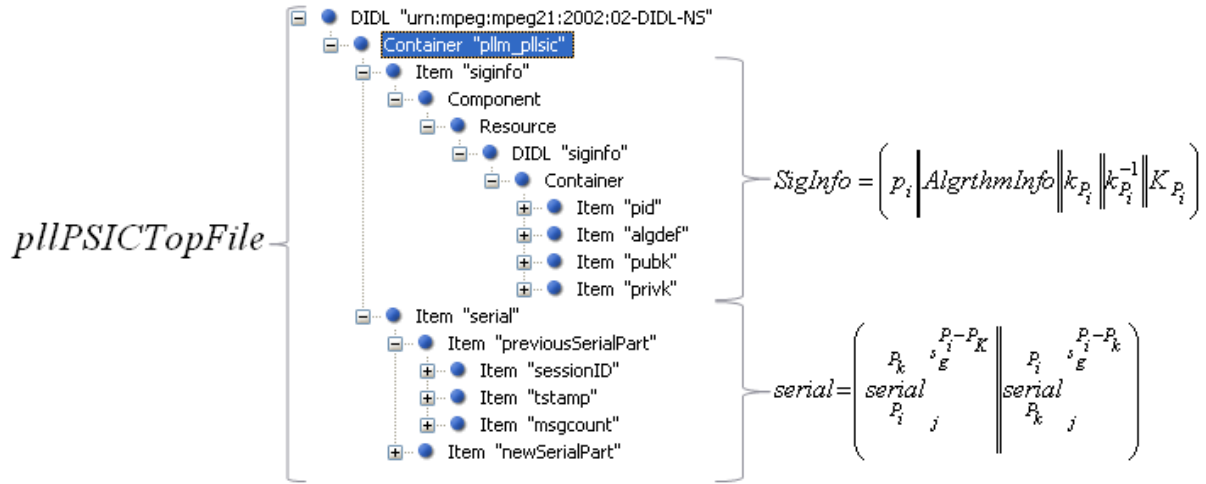 DIDL "urn:mpeg:mpeg21:2002:02-DIDL-NS"
Container "pllm_pllsic"
Item "siginfo"
Component
Resource
DIDL "siginfo"
Container
Item "pid"
Item "algdef"
Item "pubk"
Item "privk"
Item "serial"
Item "previousSerialPart"
Item "sessionID"
Item "tstamp"
Item "msgcount"
Item "newSerialPart"
pllPSICTopFile
SigInfo = ( p_i | AlgrthmInfo || k_{P_i} || k_{P_i}^{-1} || K_{P_i} )
serial = ( ^{P_k}_{P_i} serial ^{s_g^{P_i-P_K}}_j || ^{P_i}_{P_k} serial ^{s_g^{P_i-P_k}}_j )